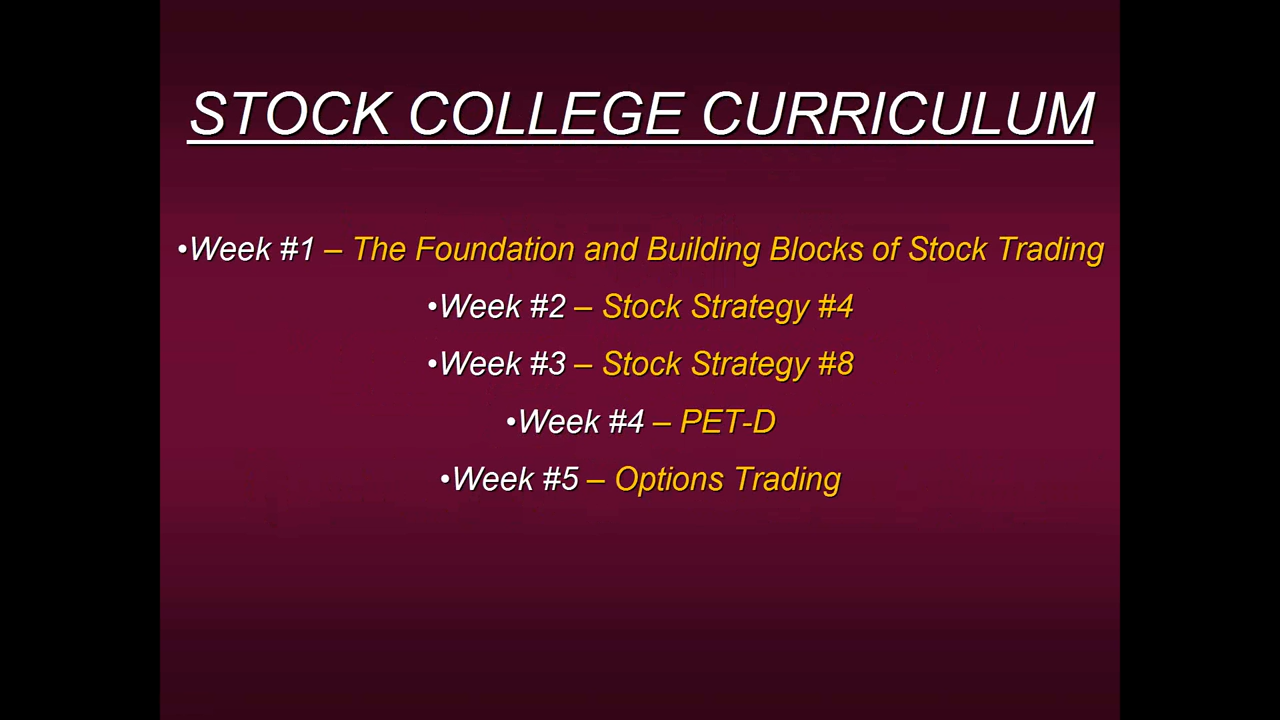 STOCK COLLEGE CURRICULUM
•Week #1 – The Foundation and Building Blocks of Stock Trading
•Week #2 – Stock Strategy #4
•Week #3 – Stock Strategy #8
•Week #4 – PET-D
•Week #5 – Options Trading